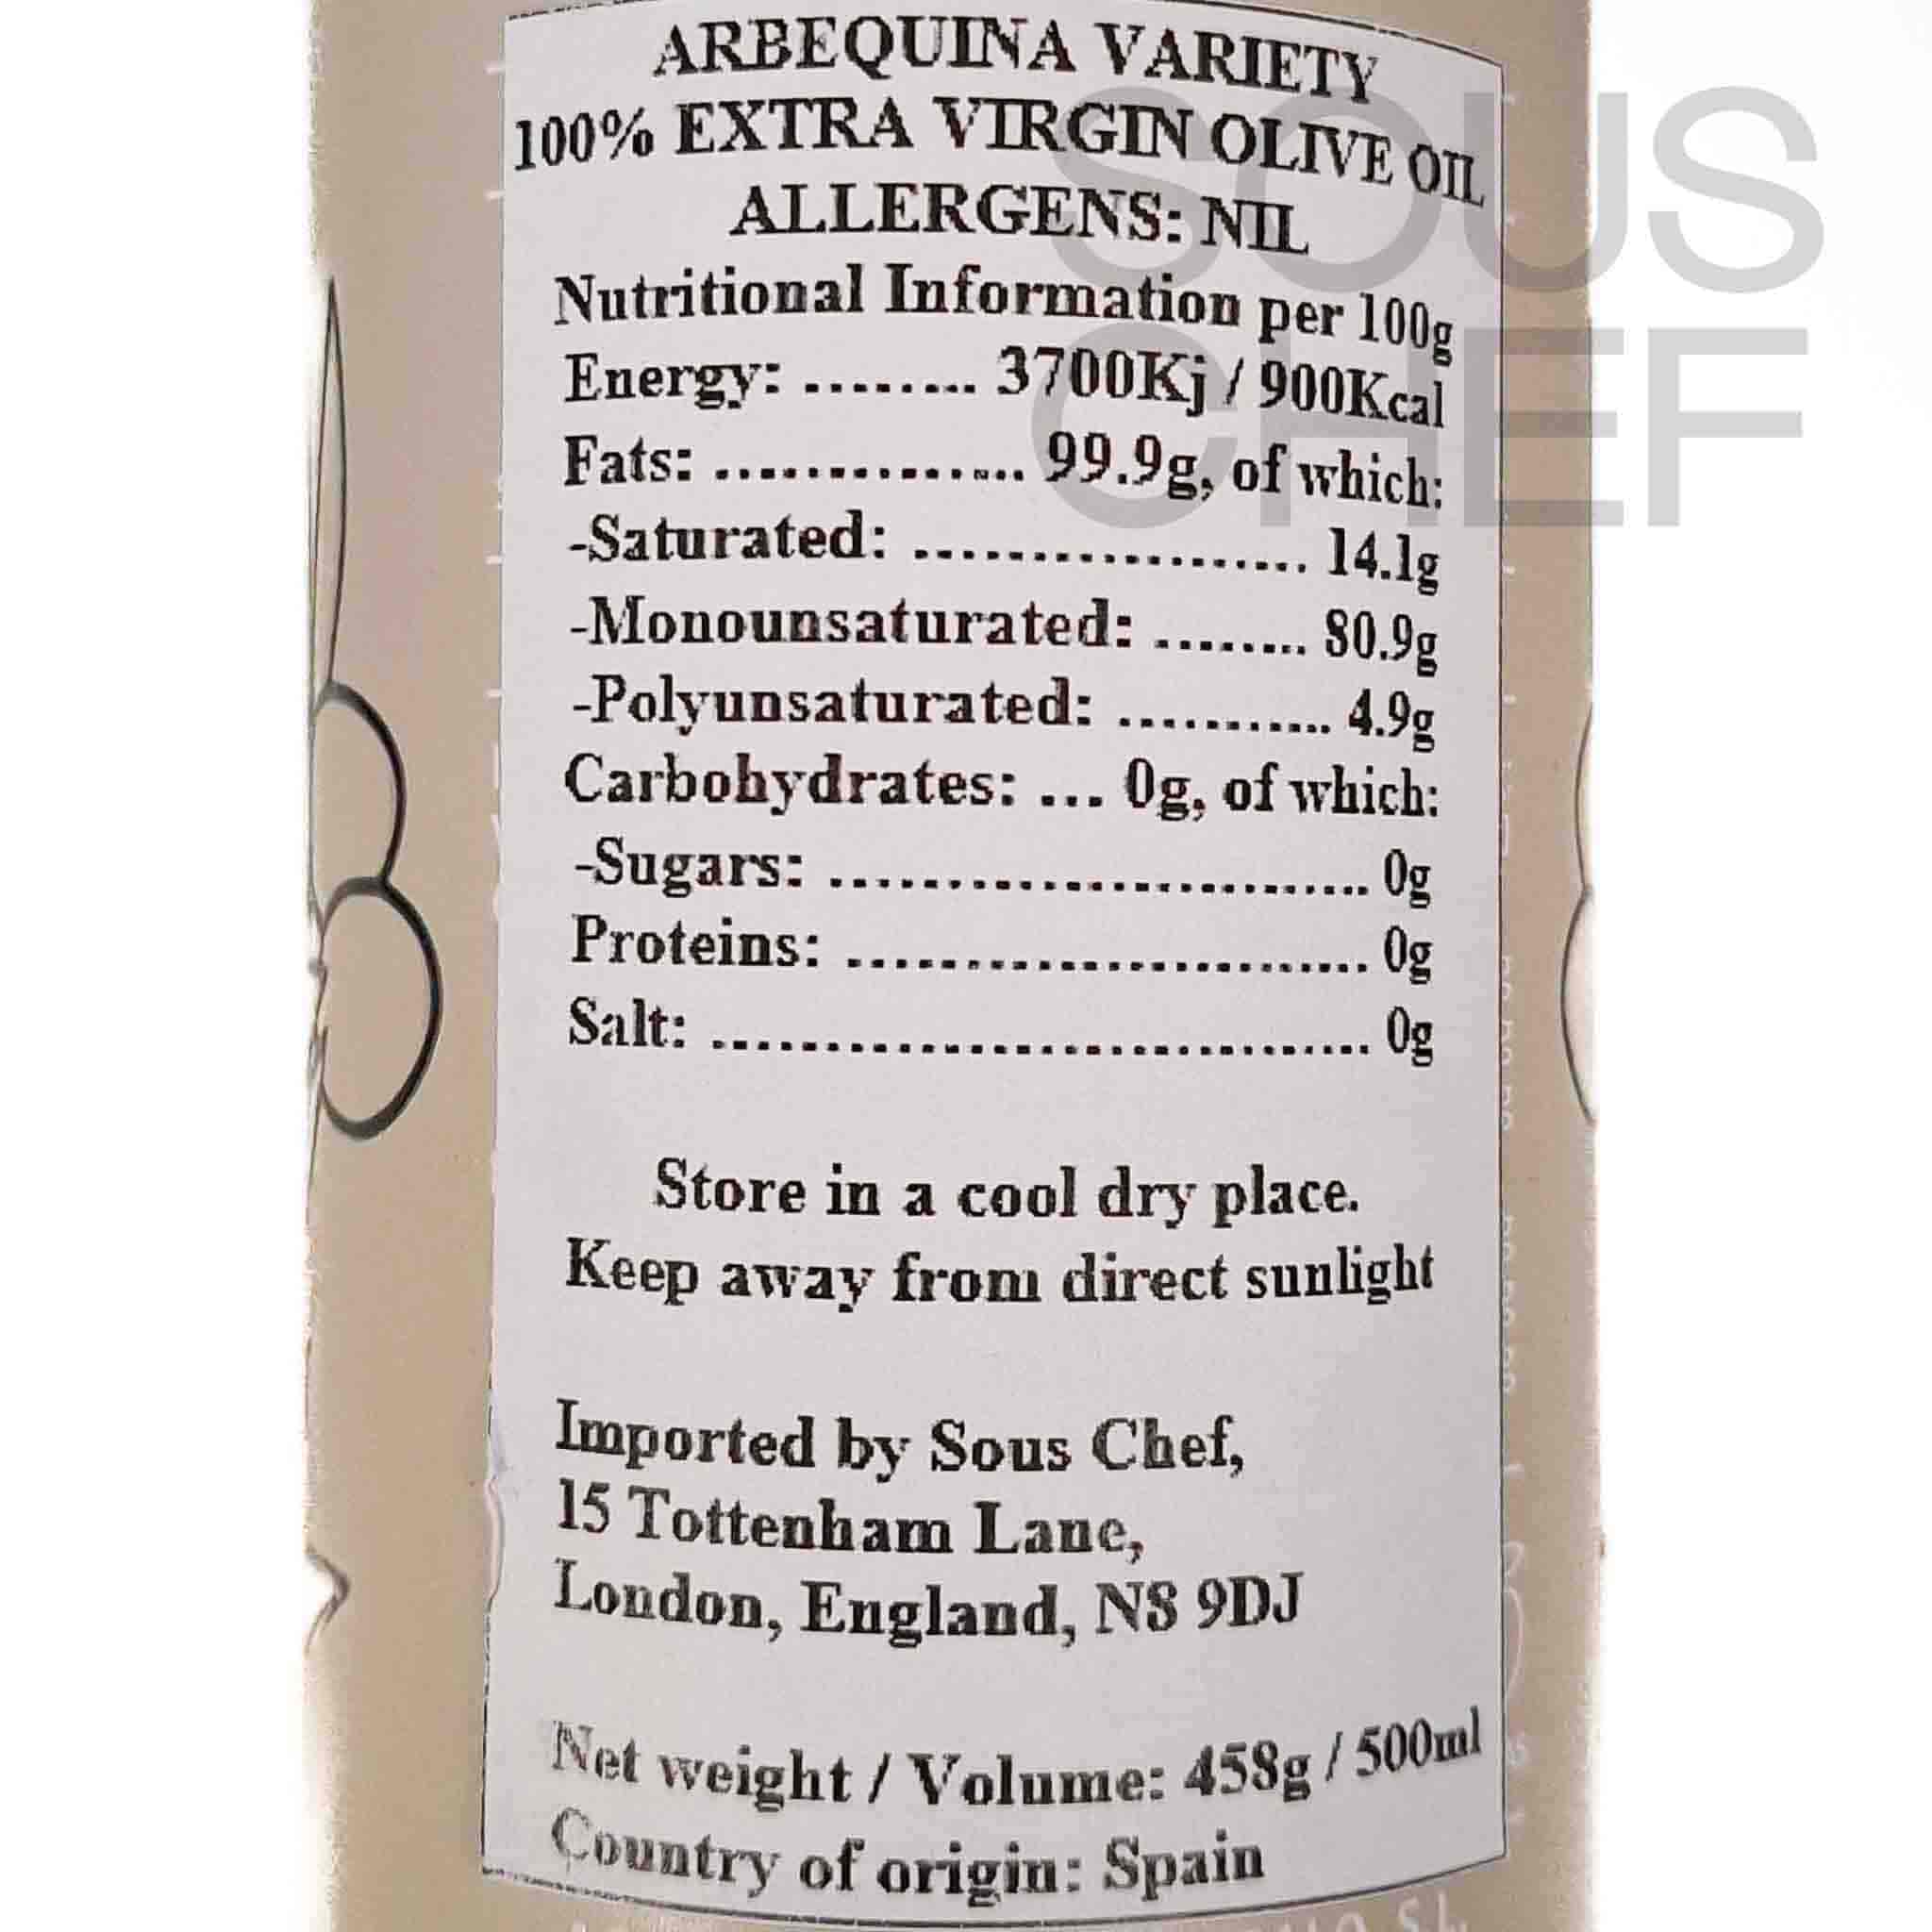 ARBEQUINA VARIETY
100% EXTRA VIRGIN OLIVE OIL
ALLERGENS: NIL
Nutritional Information per 100g
Energy: ........ 3700Kj / 900Kcal
Fats: ............... 99.9g, of which:
-Saturated: ................... 14.1g
-Monounsaturated: ........ 80.9g
-Polyunsaturated: ........... 4.9g
Carbohydrates: ... 0g, of which:
-Sugars: .......................... 0g
Proteins: ......................... 0g
Salt: ................................ 0g
Store in a cool dry place.
Keep away from direct sunlight
Imported by Sous Chef,
15 Tottenham Lane,
London, England, N8 9DJ
Net weight / Volume: 458g / 500ml
Country of origin: Spain
S.L.
SOUS
CHEF